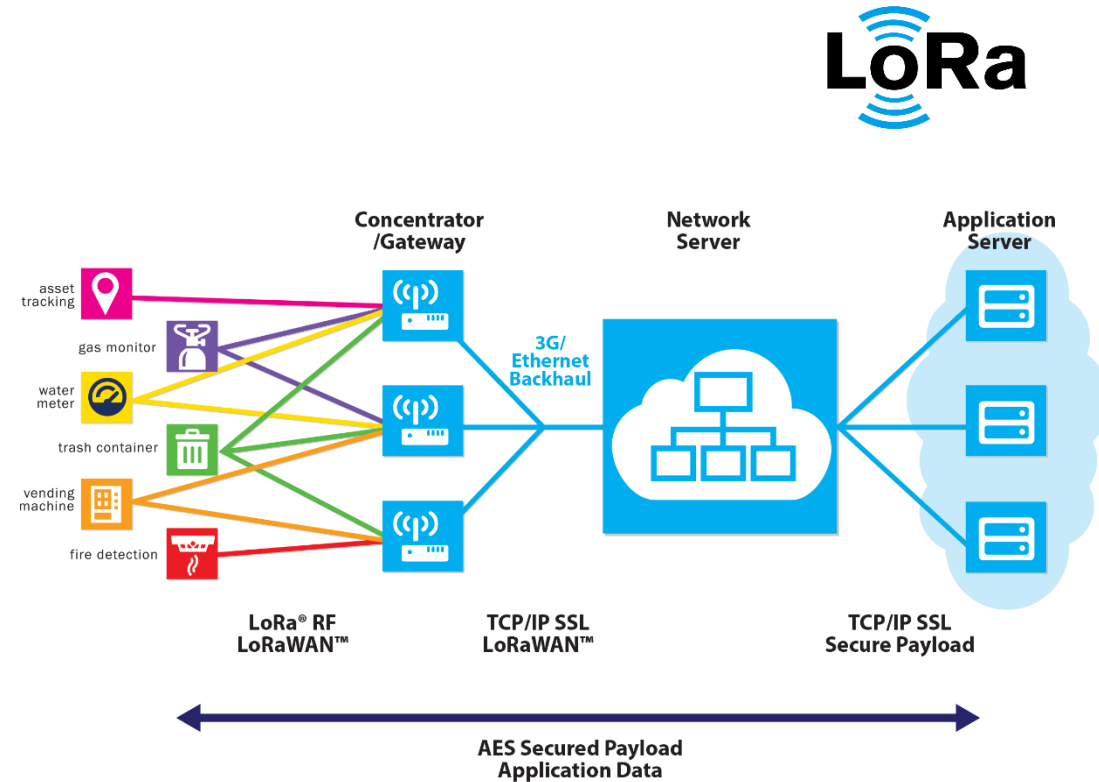 LoRa
Concentrator
/Gateway
Network
Server
Application
Server
asset
tracking
gas monitor
water
meter
trash container
vending
machine
fire detection
3G/
Ethernet
Backhaul
LoRa® RF
LoRaWAN™
TCP/IP SSL
LoRaWAN™
TCP/IP SSL
Secure Payload
AES Secured Payload
Application Data